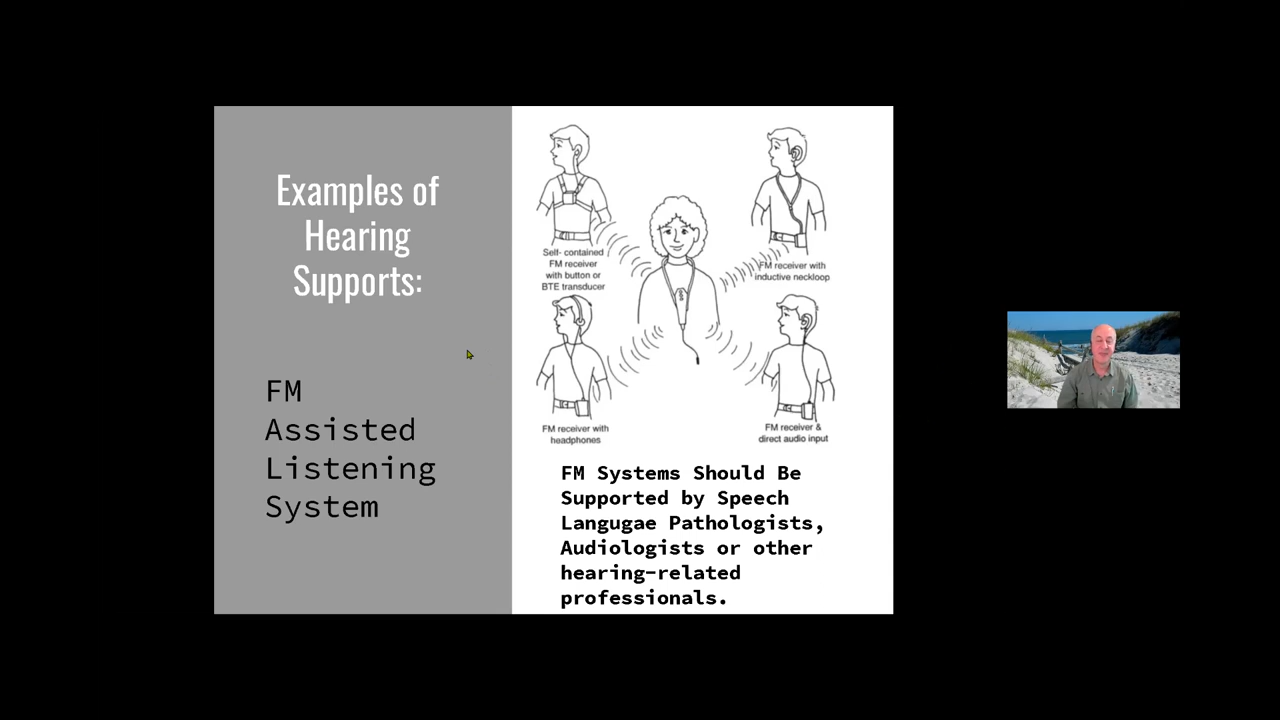 Examples of
Hearing
Supports:
FM
Assisted
Listening
System
Self- contained
FM receiver
with button or
BTE transducer
FM receiver with
inductive neckloop
FM receiver with
headphones
FM receiver &
direct audio input
FM Systems Should Be
Supported by Speech
Langugae Pathologists,
Audiologists or other
hearing-related
professionals.